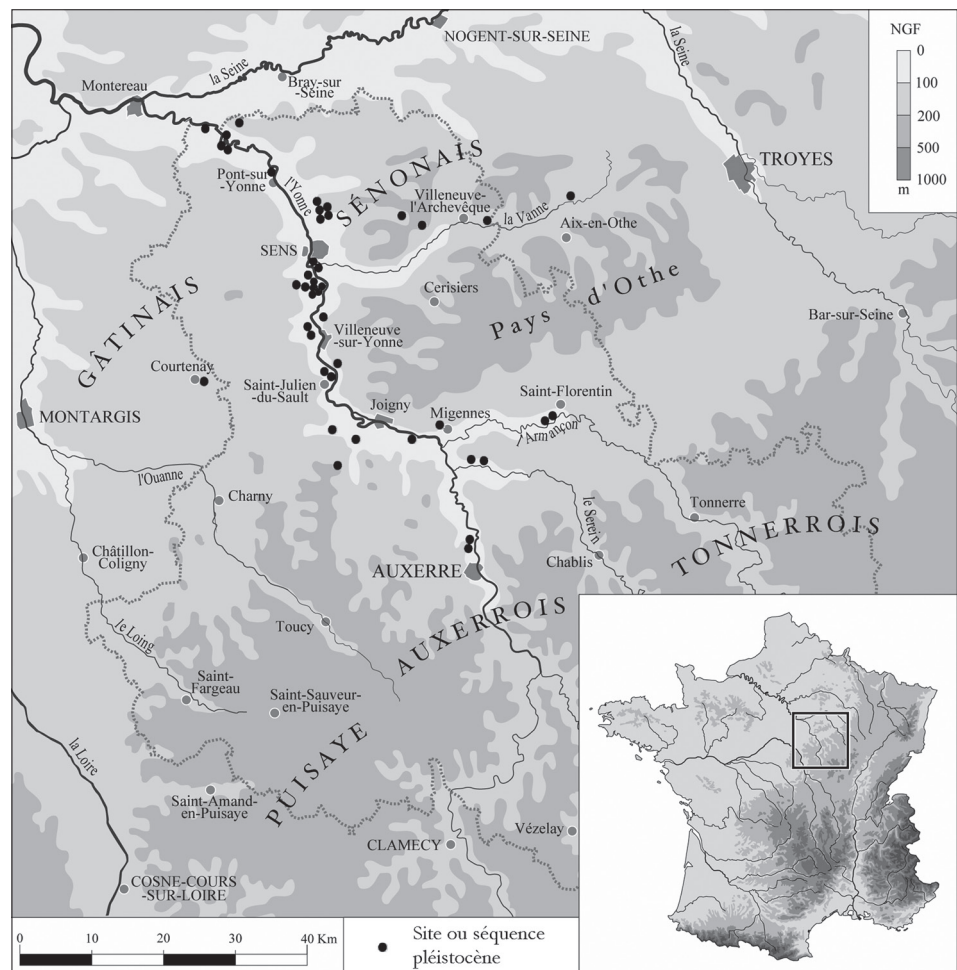 NOGENT-SUR-SEINE
NGF
0
100
200
500
1000
m
la Seine
la Seine
Montereau
Bray-sur
-Seine
TROYES
SÉNONAIS
Pont-sur
-Yonne
l'Yonne
Villeneuve-
l'Archevêque
la Vanne
Aix-en-Othe
SENS
Cerisiers
Pays d'Othe
GÂTINAIS
Bar-sur-Seine
Villeneuve
-sur-Yonne
Courtenay
Saint-Julien
-du-Sault
Saint-Florentin
MONTARGIS
Joigny
Migennes
l'Armançon
l'Ouanne
Charny
le Serein
Tonnerre
TONNERROIS
Châtillon-
Coligny
AUXERRE
Chablis
AUXERROIS
Toucy
le Loing
Saint-
Fargeau
Saint-Sauveur-
en-Puisaye
PUISAYE
la Loire
Saint-Amand-
en-Puisaye
CLAMECY
Vézelay
COSNE-COURS
-SUR-LOIRE
0 10 20 30 40 Km
Site ou séquence
pléistocène